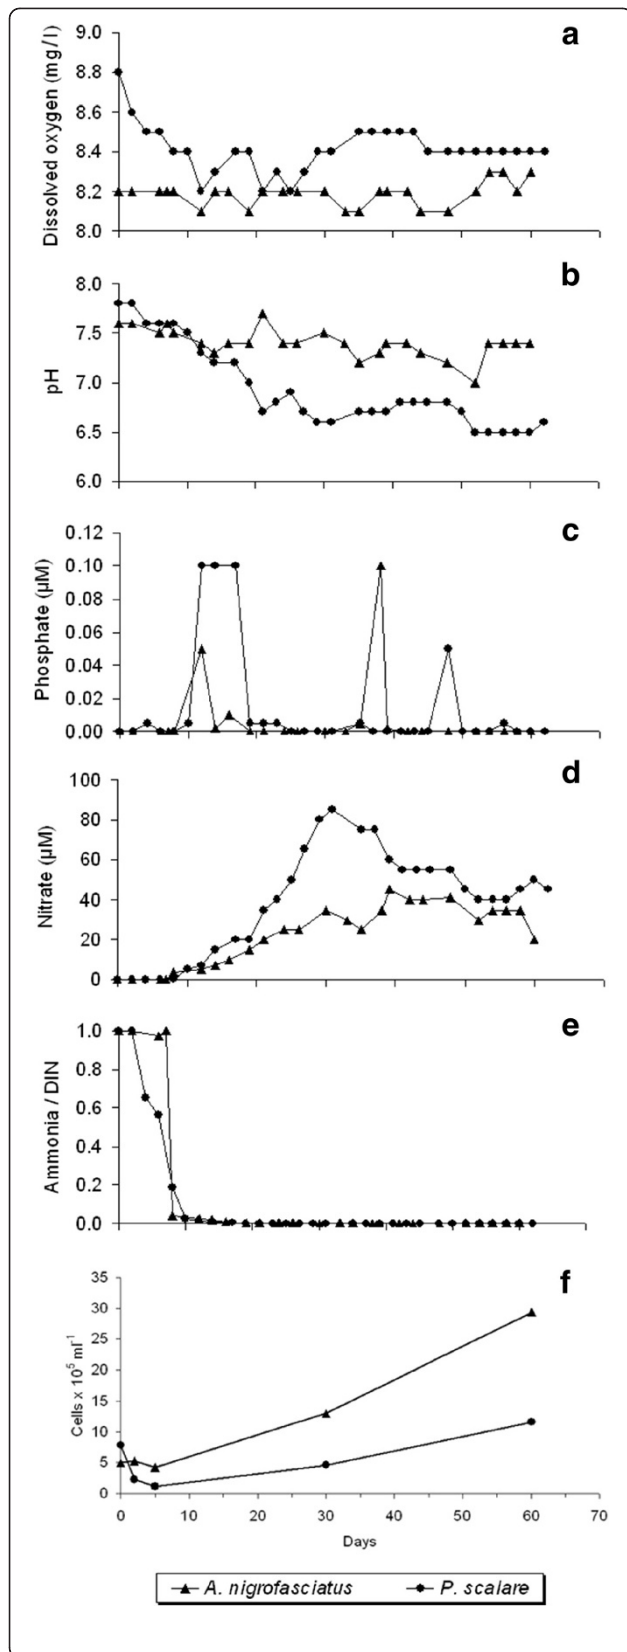 a
Dissolved oxygen (mg/l)
9.0
8.8
8.6
8.4
8.2
8.0
b
pH
8.0
7.5
7.0
6.5
6.0
c
Phosphate (µM)
0.12
0.10
0.08
0.06
0.04
0.02
0.00
d
Nitrate (µM)
100
80
60
40
20
0
e
Ammonia / DIN
1.0
0.8
0.6
0.4
0.2
0.0
f
Cells x 10⁵ ml⁻¹
35
30
25
20
15
10
5
0
0 10 20 30 40 50 60 70
Days
A. nigrofasciatus P. scalare